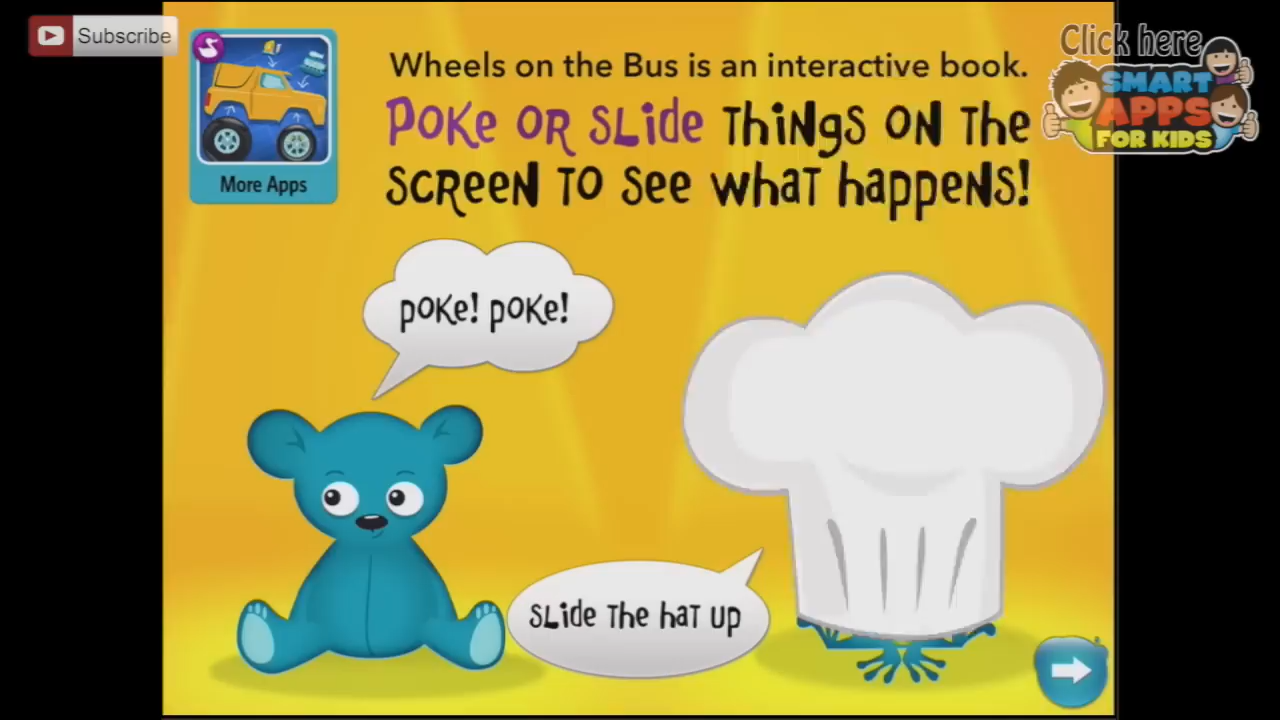 Subscribe
Click here
SMART
APPS
FOR KIDS
More Apps
Wheels on the Bus is an interactive book.
POKE OR SLIDE THINGS ON THE
SCREEN TO SEE WHAT HAPPENS!
POKE! POKE!
SLIDE THE HAT UP